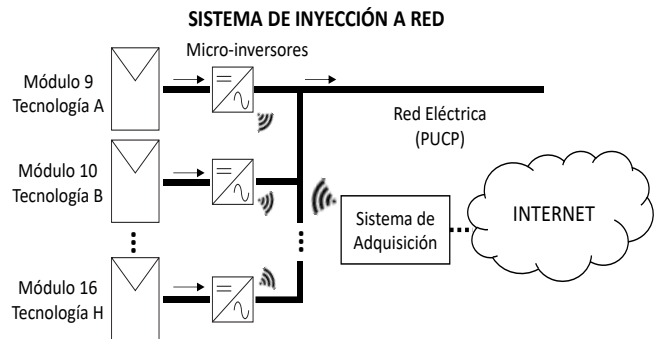 SISTEMA DE INYECCIÓN A RED
Micro-inversores
Módulo 9
Tecnología A
Red Eléctrica
(PUCP)
Módulo 10
Tecnología B
Sistema de
Adquisición
INTERNET
Módulo 16
Tecnología H